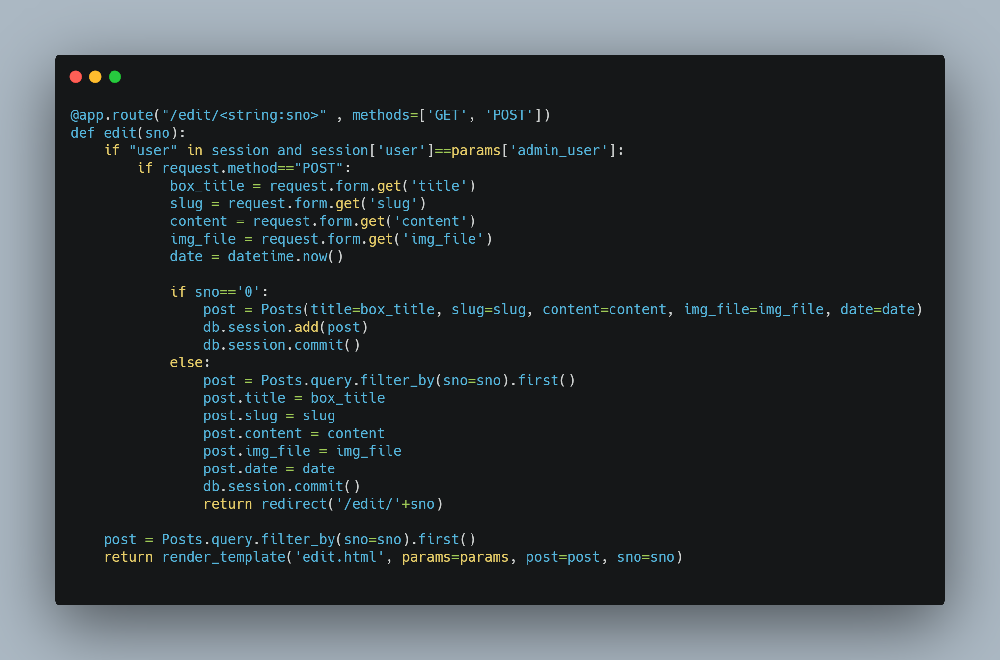 @app.route("/edit/<string:sno>" , methods=['GET', 'POST'])
def edit(sno):
    if "user" in session and session['user']==params['admin_user']:
        if request.method=="POST":
            box_title = request.form.get('title')
            slug = request.form.get('slug')
            content = request.form.get('content')
            img_file = request.form.get('img_file')
            date = datetime.now()

            if sno=='0':
                post = Posts(title=box_title, slug=slug, content=content, img_file=img_file, date=date)
                db.session.add(post)
                db.session.commit()
            else:
                post = Posts.query.filter_by(sno=sno).first()
                post.title = box_title
                post.slug = slug
                post.content = content
                post.img_file = img_file
                post.date = date
                db.session.commit()
                return redirect('/edit/'+sno)

    post = Posts.query.filter_by(sno=sno).first()
    return render_template('edit.html', params=params, post=post, sno=sno)